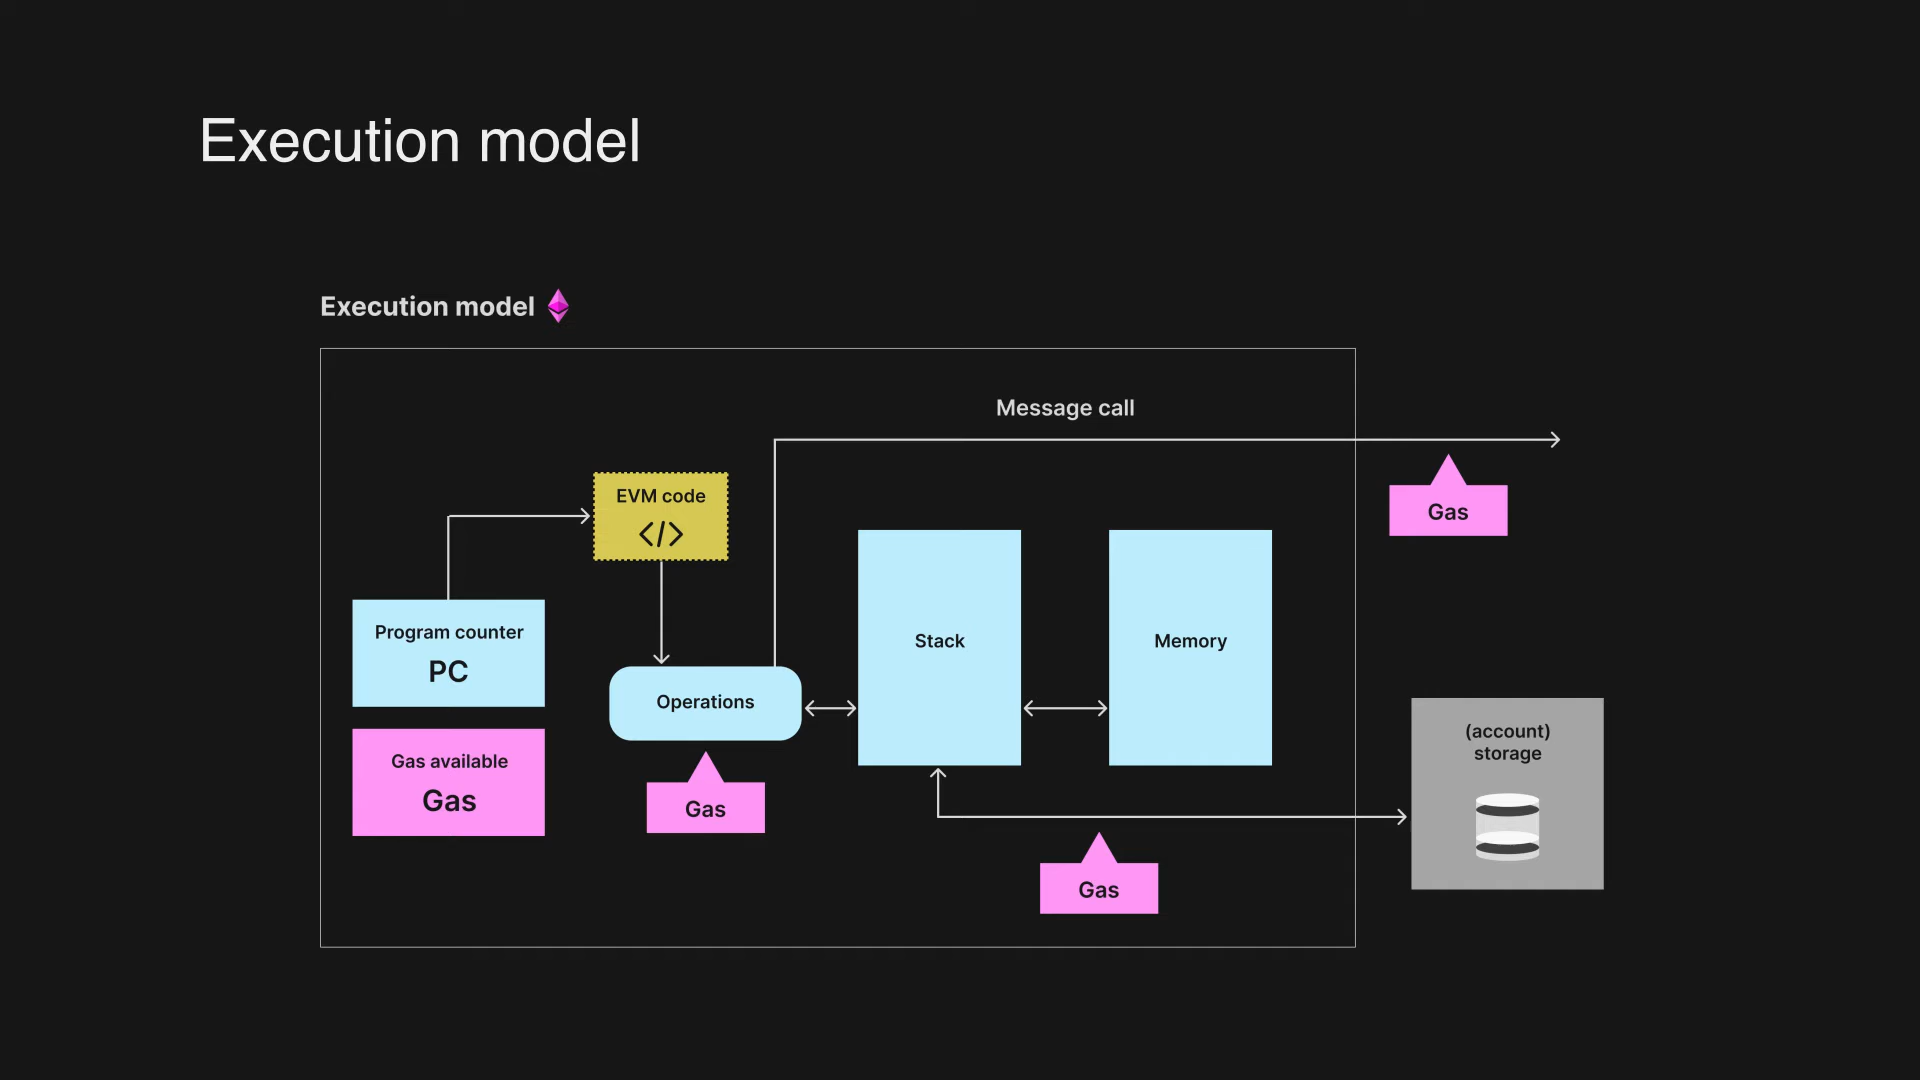 Execution model
Execution model
Message call
EVM code
</>
Gas
Program counter
PC
Stack
Memory
Operations
Gas available
Gas
Gas
(account)
storage
Gas